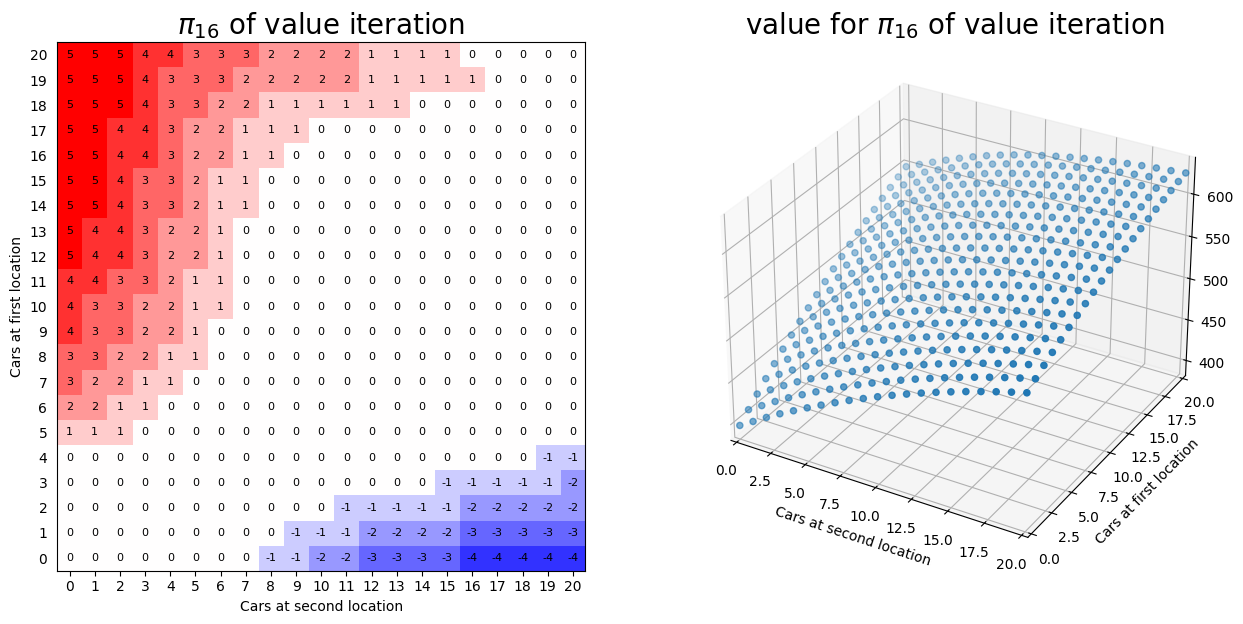 π16 of value iteration
20 5 5 5 4 4 3 3 3 2 2 2 2 1 1 1 1 0 0 0 0 0
19 5 5 5 4 3 3 3 2 2 2 2 2 1 1 1 1 1 0 0 0 0
18 5 5 5 4 3 3 2 2 1 1 1 1 1 1 0 0 0 0 0 0 0
17 5 5 4 4 3 2 2 1 1 1 0 0 0 0 0 0 0 0 0 0 0
16 5 5 4 4 3 2 2 1 1 0 0 0 0 0 0 0 0 0 0 0 0
15 5 5 4 3 3 2 1 1 0 0 0 0 0 0 0 0 0 0 0 0 0
14 5 5 4 3 3 2 1 1 0 0 0 0 0 0 0 0 0 0 0 0 0
13 5 4 4 3 2 2 1 0 0 0 0 0 0 0 0 0 0 0 0 0 0
12 5 4 4 3 2 2 1 0 0 0 0 0 0 0 0 0 0 0 0 0 0
11 4 4 3 3 2 1 1 0 0 0 0 0 0 0 0 0 0 0 0 0 0
10 4 3 3 2 2 1 1 0 0 0 0 0 0 0 0 0 0 0 0 0 0
9 4 3 3 2 2 1 0 0 0 0 0 0 0 0 0 0 0 0 0 0 0
8 3 3 2 2 1 1 0 0 0 0 0 0 0 0 0 0 0 0 0 0 0
7 3 2 2 1 1 0 0 0 0 0 0 0 0 0 0 0 0 0 0 0 0
6 2 2 1 1 0 0 0 0 0 0 0 0 0 0 0 0 0 0 0 0 0
5 1 1 1 0 0 0 0 0 0 0 0 0 0 0 0 0 0 0 0 0 0
4 0 0 0 0 0 0 0 0 0 0 0 0 0 0 0 0 0 0 0 -1 -1
3 0 0 0 0 0 0 0 0 0 0 0 0 0 0 0 -1 -1 -1 -1 -1 -2
2 0 0 0 0 0 0 0 0 0 0 0 -1 -1 -1 -1 -1 -2 -2 -2 -2 -2
1 0 0 0 0 0 0 0 0 0 -1 -1 -1 -2 -2 -2 -2 -3 -3 -3 -3 -3
0 0 0 0 0 0 0 0 0 -1 -1 -2 -2 -3 -3 -3 -3 -4 -4 -4 -4 -4
0 1 2 3 4 5 6 7 8 9 10 11 12 13 14 15 16 17 18 19 20
Cars at second location
Cars at first location
value for π16 of value iteration
600
550
500
450
400
20.0
17.5
15.0
12.5
10.0
7.5
5.0
2.5
0.0
Cars at first location
0.0
2.5
5.0
7.5
10.0
12.5
15.0
17.5
20.0
Cars at second location